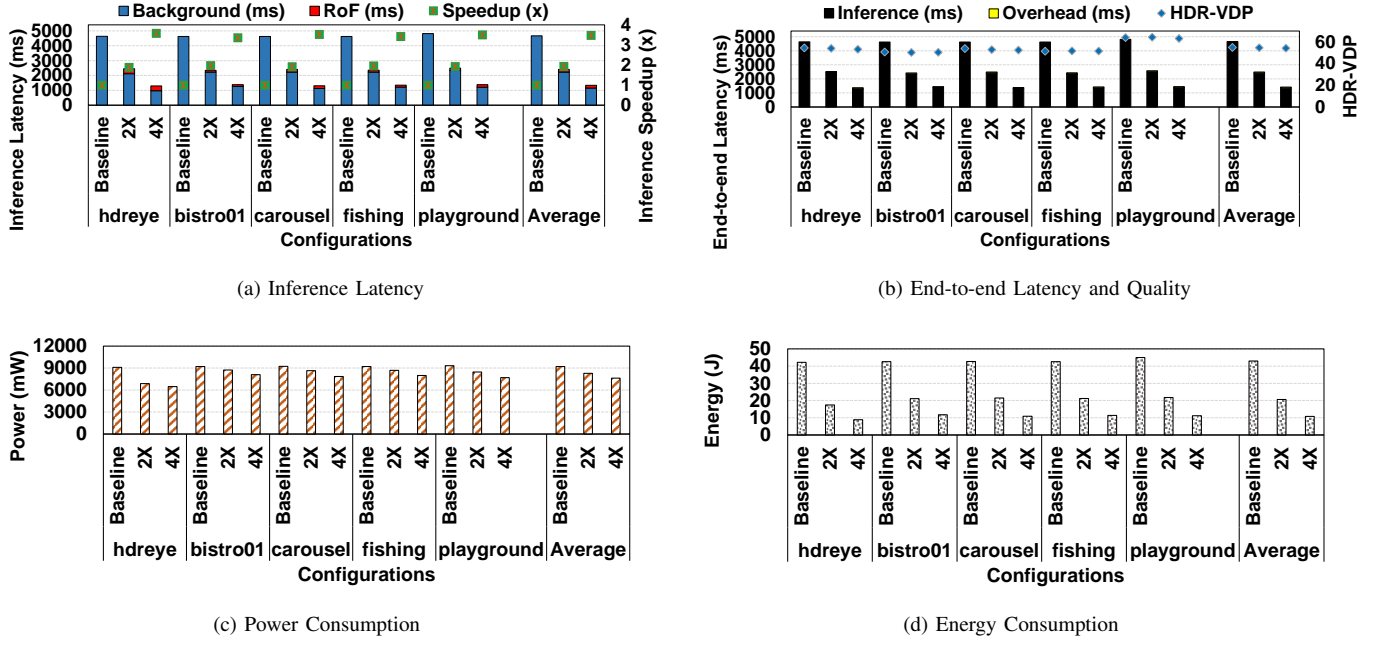 Background (ms) RoF (ms) Speedup (x)
Inference Latency (ms)
5000
4000
3000
2000
1000
0
4
3
2
1
0
Inference Speedup (x)
Baseline 2X 4X Baseline 2X 4X Baseline 2X 4X Baseline 2X 4X Baseline 2X 4X Baseline 2X 4X
hdreye bistro01 carousel fishing playground Average
Configurations
(a) Inference Latency
Inference (ms) Overhead (ms) HDR-VDP
End-to-end Latency (ms)
5000
4000
3000
2000
1000
0
60
40
20
0
HDR-VDP
Baseline 2X 4X Baseline 2X 4X Baseline 2X 4X Baseline 2X 4X Baseline 2X 4X Baseline 2X 4X
hdreye bistro01 carousel fishing playground Average
Configurations
(b) End-to-end Latency and Quality
Power (mW)
12000
9000
6000
3000
0
Baseline 2X 4X Baseline 2X 4X Baseline 2X 4X Baseline 2X 4X Baseline 2X 4X Baseline 2X 4X
hdreye bistro01 carousel fishing playground Average
Configurations
(c) Power Consumption
Energy (J)
50
40
30
20
10
0
Baseline 2X 4X Baseline 2X 4X Baseline 2X 4X Baseline 2X 4X Baseline 2X 4X Baseline 2X 4X
hdreye bistro01 carousel fishing playground Average
Configurations
(d) Energy Consumption